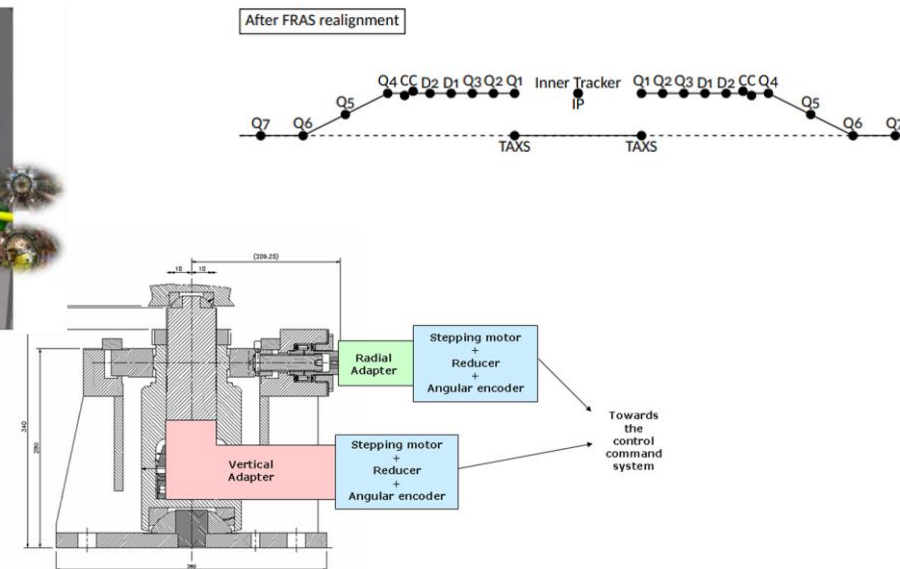 After FRAS realignment
Q7 Q6 Q5 Q4 CC D2 D1 Q3 Q2 Q1 Inner Tracker Q1 Q2 Q3 D1 D2 CC Q4 Q5 Q6 Q7
IP
TAXS TAXS
(209.25)
10 10
340
280
380
Radial
Adapter
Stepping motor
+
Reducer
+
Angular encoder
Vertical
Adapter
Stepping motor
+
Reducer
+
Angular encoder
Towards
the
control
command
system